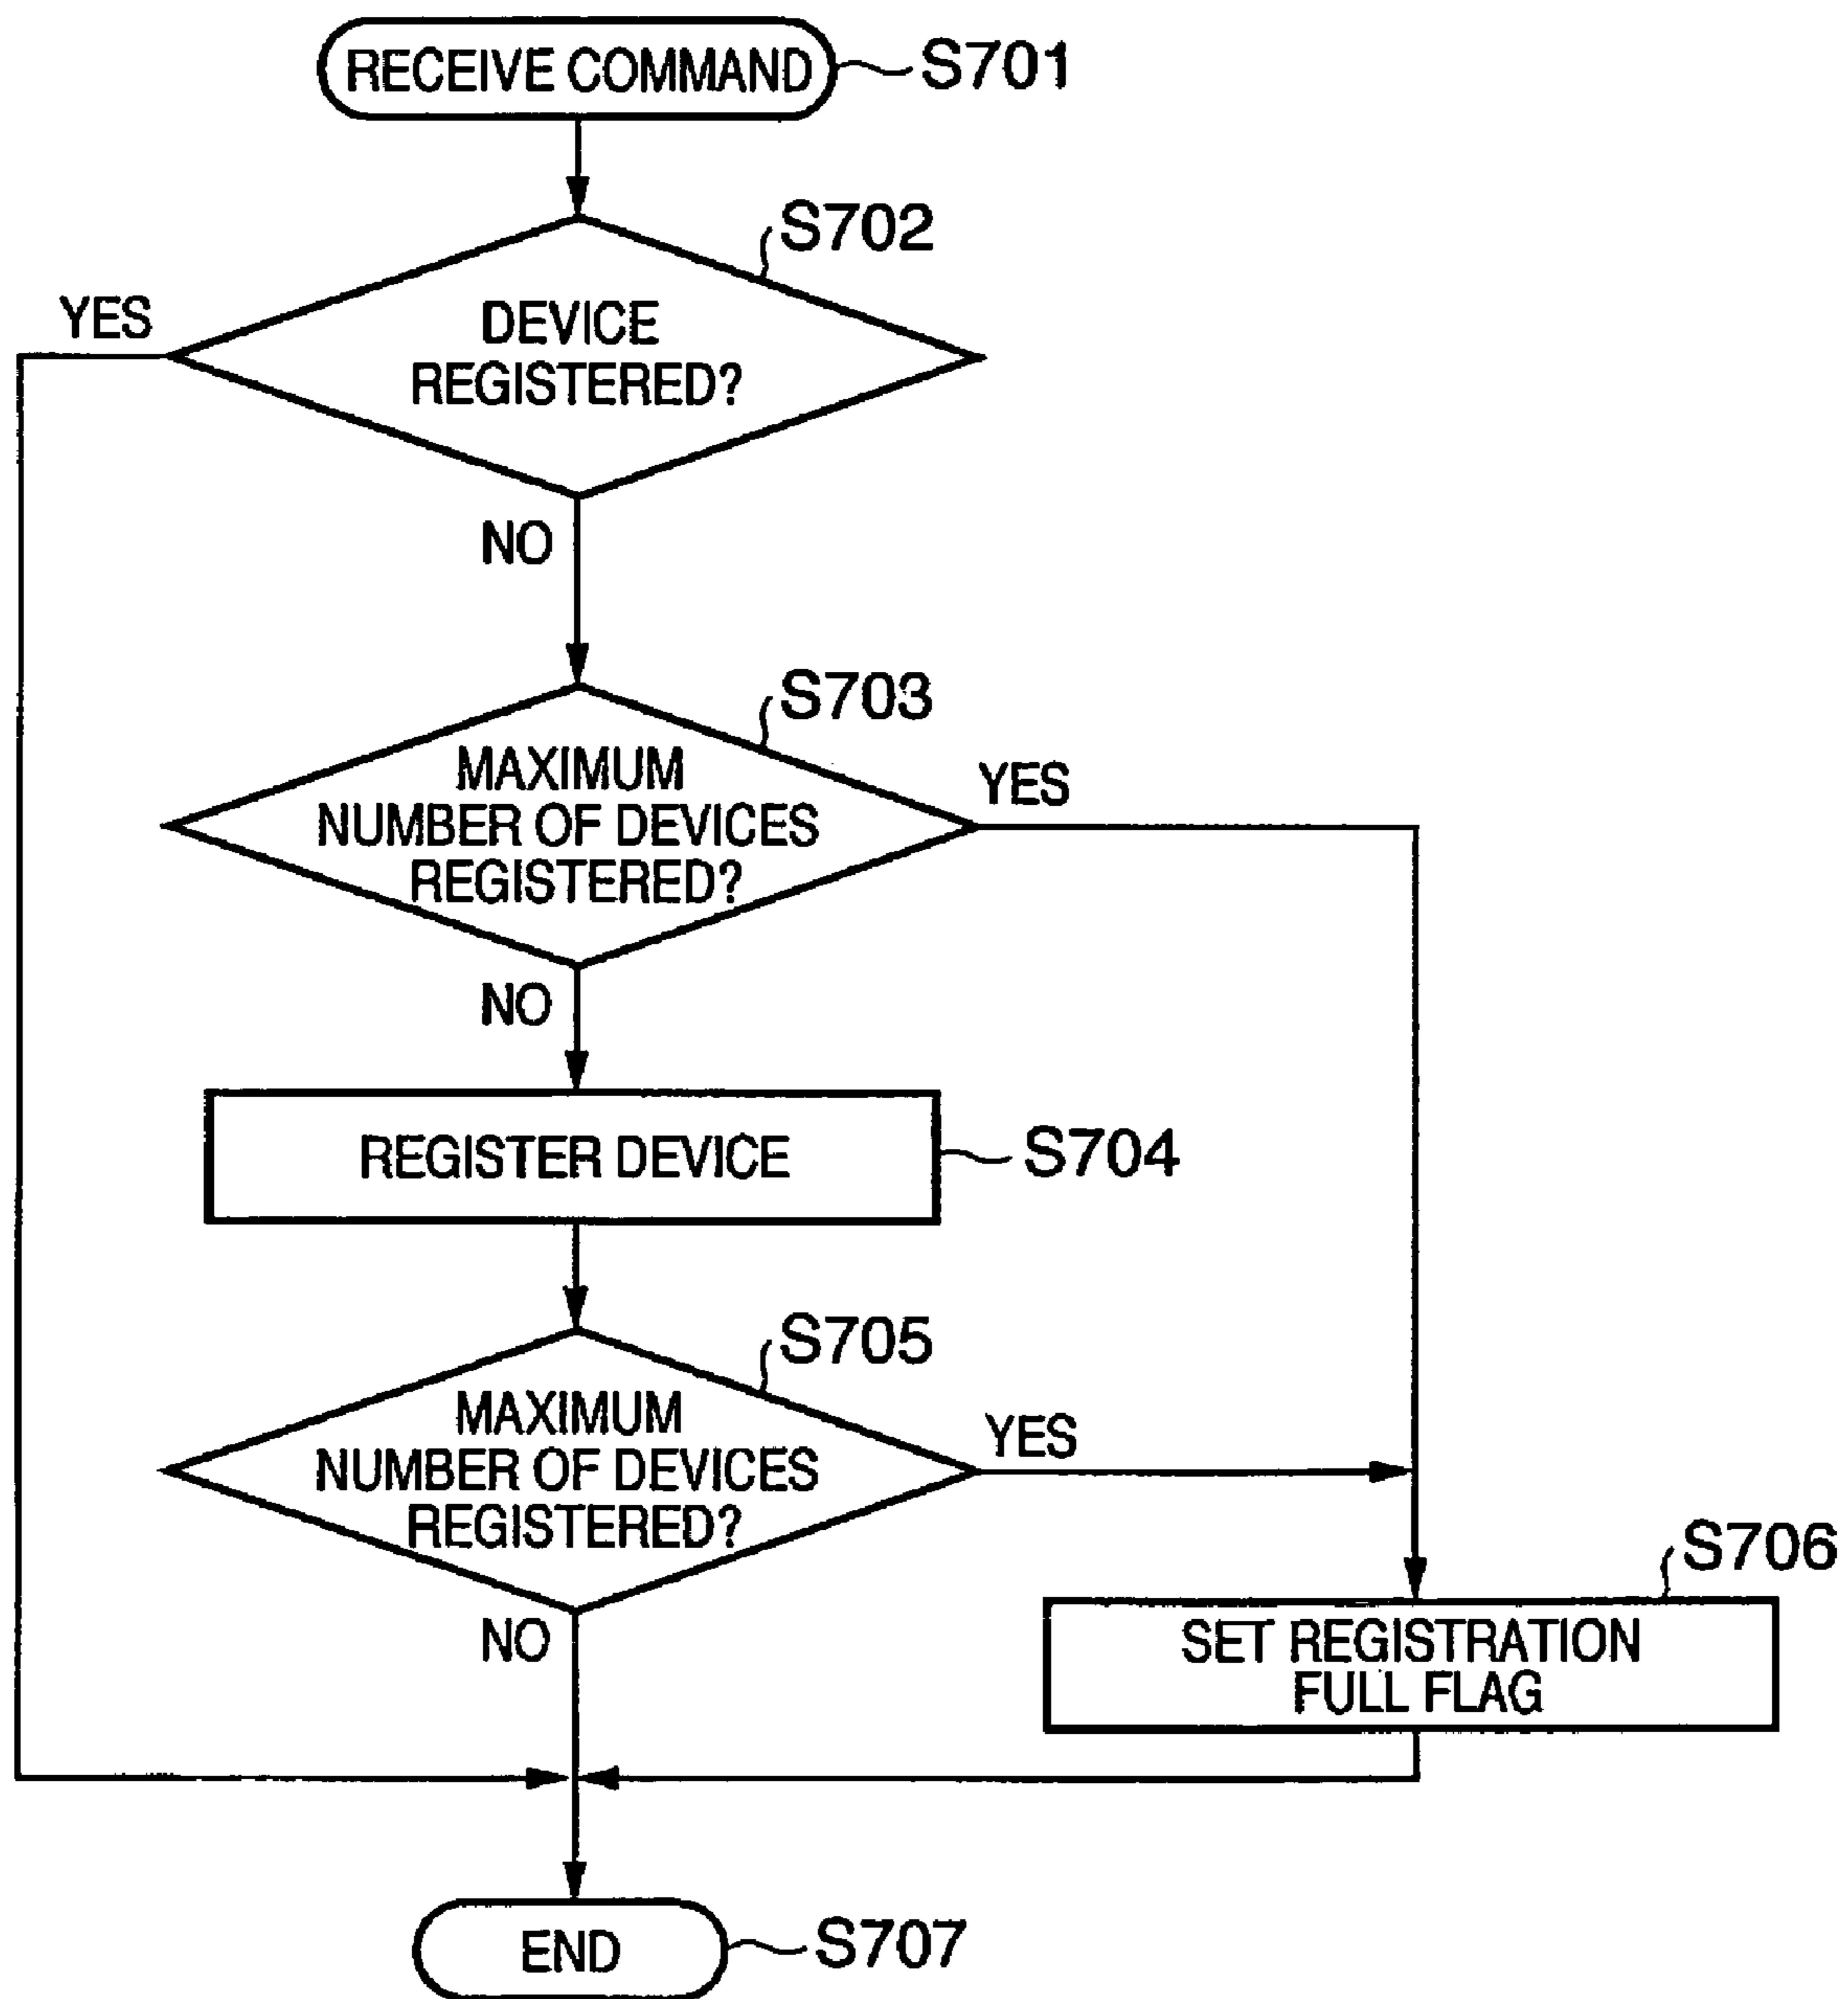 RECEIVE COMMAND
S701
S702
YES
DEVICE
REGISTERED?
NO
S703
MAXIMUM
NUMBER OF DEVICES
REGISTERED?
YES
NO
REGISTER DEVICE
S704
S705
MAXIMUM
NUMBER OF DEVICES
REGISTERED?
YES
NO
S706
SET REGISTRATION
FULL FLAG
END
S707